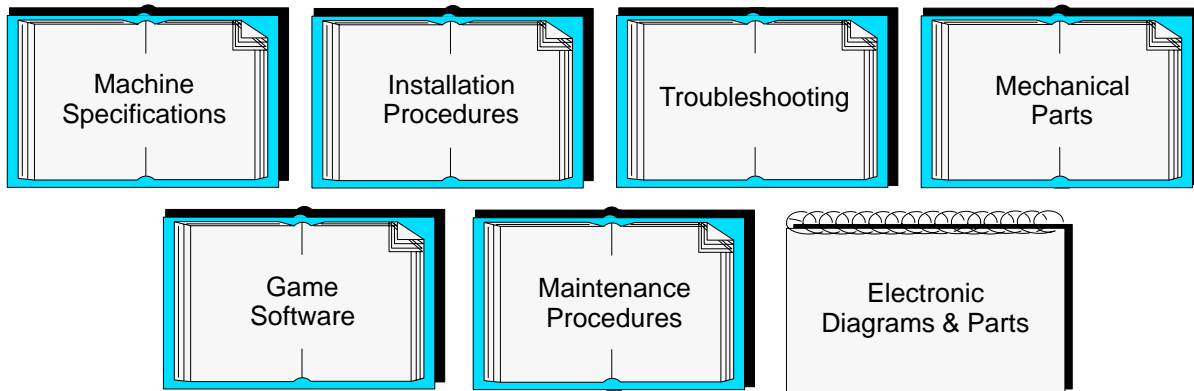 Machine
Specifications
Installation
Procedures
Troubleshooting
Mechanical
Parts
Game
Software
Maintenance
Procedures
Electronic
Diagrams & Parts